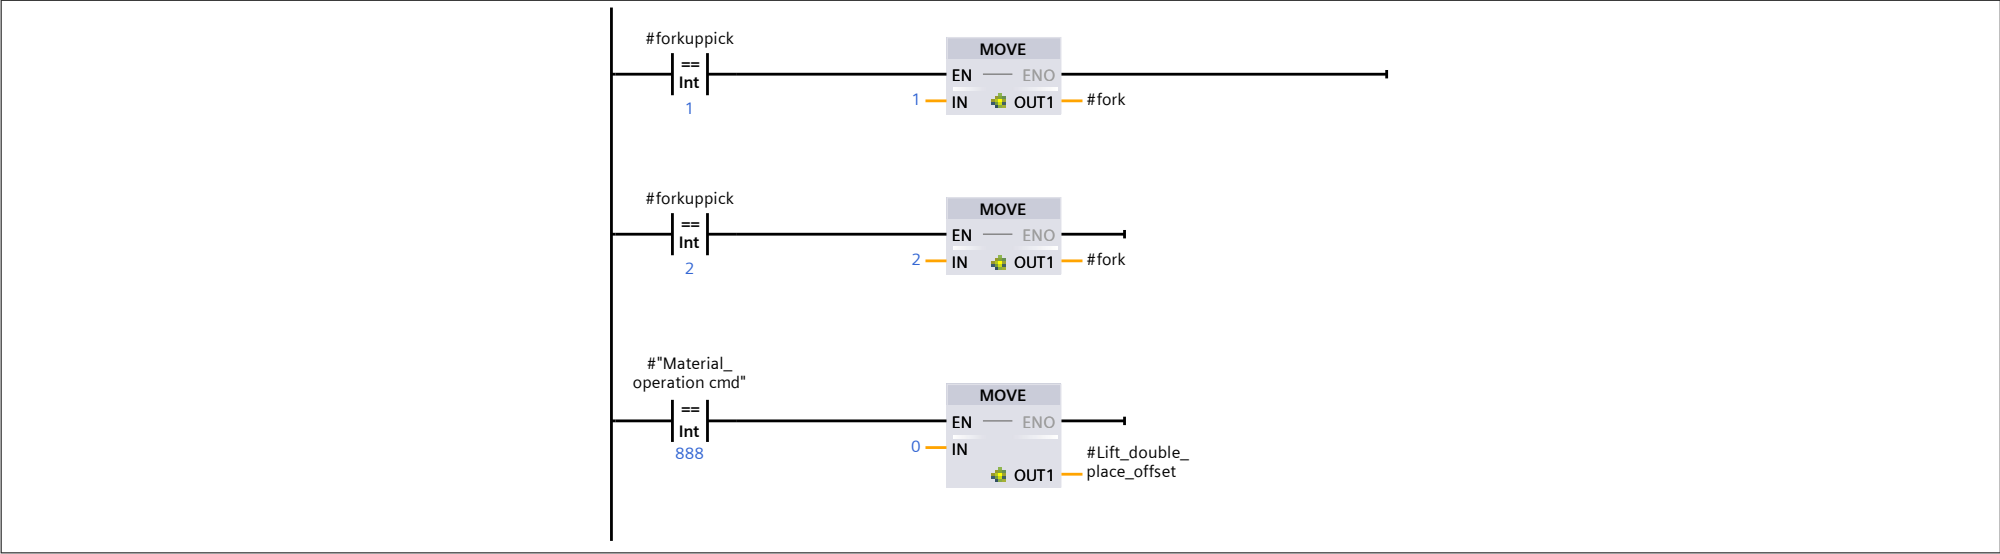 #forkuppick
==
Int
1
MOVE
EN ENO
1 IN OUT1 #fork
#forkuppick
==
Int
2
MOVE
EN ENO
2 IN OUT1 #fork
#"Material_
operation cmd"
==
Int
888
MOVE
EN ENO
0 IN
OUT1
#Lift_double_
place_offset